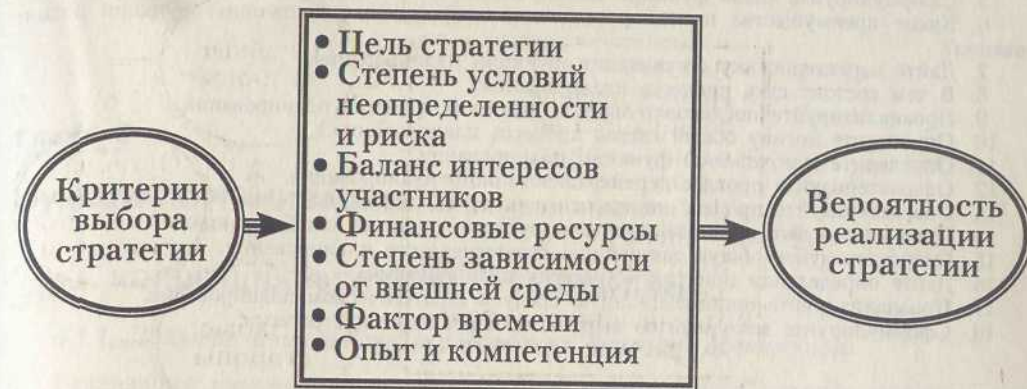 Критерии
выбора
стратегии
• Цель стратегии
• Степень условий
неопределенности
и риска
• Баланс интересов
участников
• Финансовые ресурсы
• Степень зависимости
от внешней среды
• Фактор времени
• Опыт и компетенция
Вероятность
реализации
стратегии